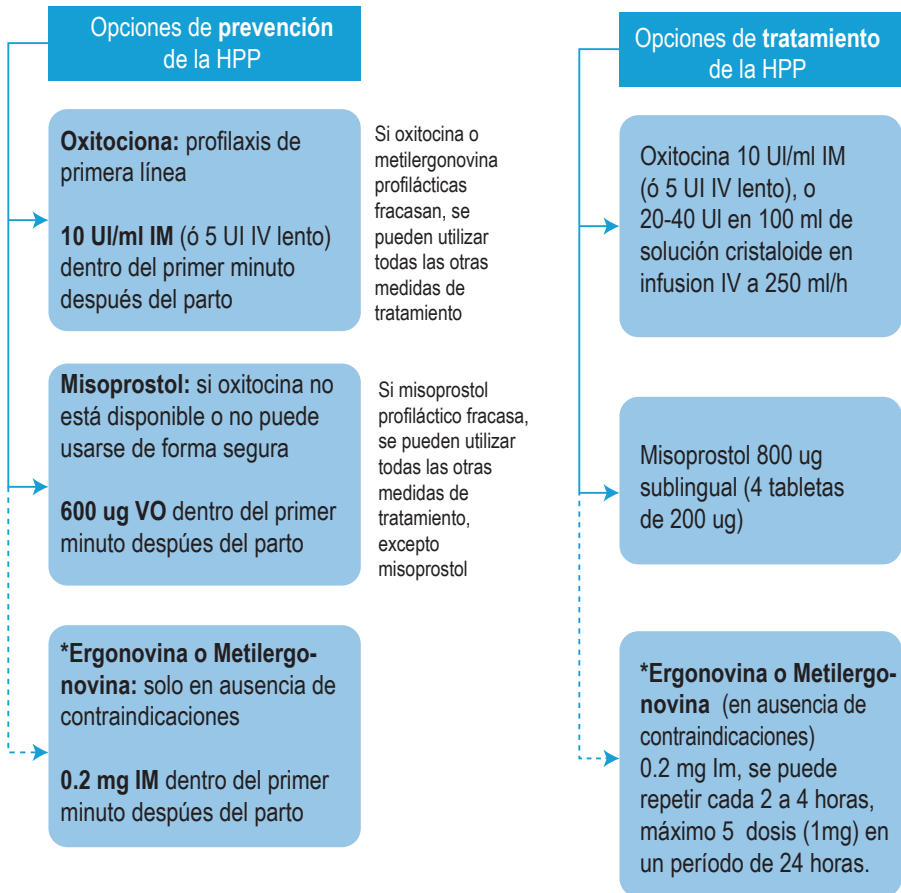 Opciones de prevención
de la HPP
Oxitociona: profilaxis de
primera línea
10 UI/ml IM (ó 5 UI IV lento)
dentro del primer minuto
después del parto
Si oxitocina o
metilergonovina
profilácticas
fracasan, se
pueden utilizar
todas las otras
medidas de
tratamiento
Misoprostol: si oxitocina no
está disponible o no puede
usarse de forma segura
600 ug VO dentro del primer
minuto despúes del parto
Si misoprostol
profiláctico fracasa,
se pueden utilizar
todas las otras
medidas de
tratamiento,
excepto
misoprostol
*Ergonovina o Metilergo-
novina: solo en ausencia de
contraindicaciones
0.2 mg IM dentro del primer
minuto despúes del parto
Opciones de tratamiento
de la HPP
Oxitocina 10 UI/ml IM
(ó 5 UI IV lento), o
20-40 UI en 100 ml de
solución cristaloide en
infusion IV a 250 ml/h
Misoprostol 800 ug
sublingual (4 tabletas
de 200 ug)
*Ergonovina o Metilergo-
novina (en ausencia de
contraindicaciones)
0.2 mg Im, se puede
repetir cada 2 a 4 horas,
máximo 5 dosis (1mg) en
un período de 24 horas.